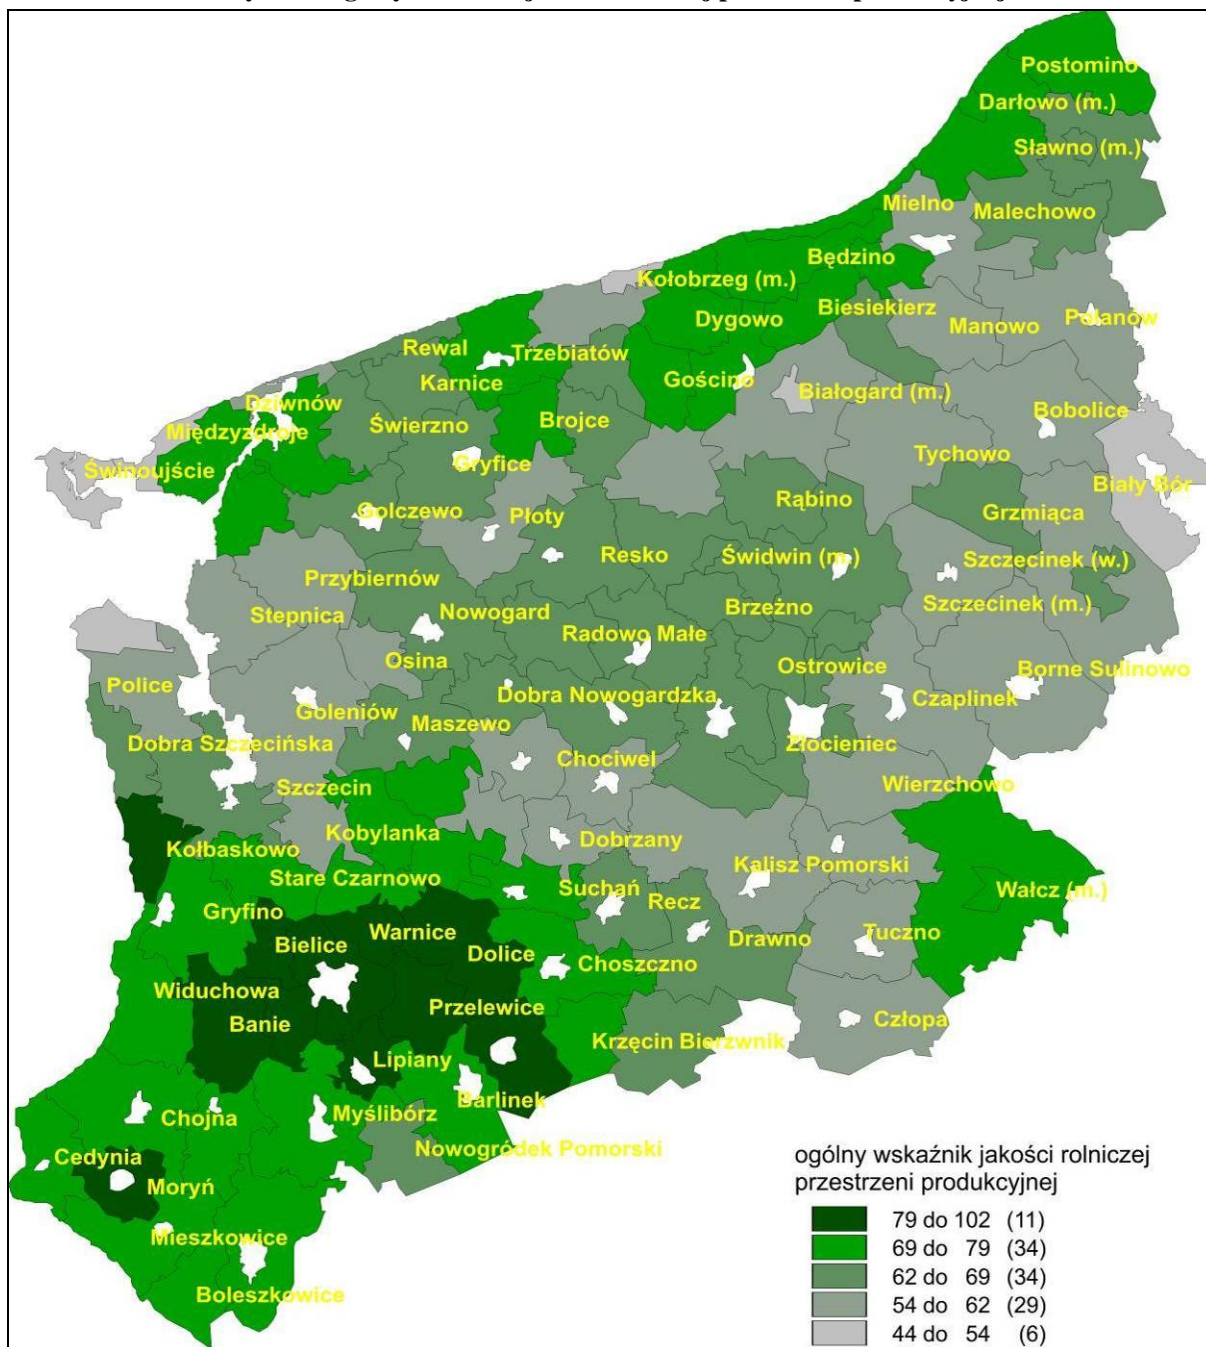 Postomino
Darłowo (m.)
Sławno (m.)
Mielno
Malechowo
Będzino
Kołobrzeg (m.)
Biesiekierz
Dygowo
Manowo
Polanów
Rewal
Trzebiatów
Karnice
Gościno
Białogard (m.)
Dziwnów
Bobolice
Świerzno
Brojce
Międzyzdroje
Tychowo
Gryfice
Świnoujście
Biały Bór
Rąbino
Golczewo
Płoty
Grzmiąca
Resko
Świdwin (m.)
Szczecinek (w.)
Przybiernów
Stepnica
Nowogard
Brzeżno
Szczecinek (m.)
Radowo Małe
Osina
Ostrowice
Borne Sulinowo
Police
Dobra Nowogardzka
Czaplinek
Goleniów
Maszewo
Dobra Szczecińska
Złocieniec
Chociwel
Szczecin
Wierzchowo
Kobylanka
Dobrzany
Kołbaskowo
Kalisz Pomorski
Stare Czarnowo
Suchań
Wałcz (m.)
Recz
Gryfino
Warnice
Bielice
Drawno
Tuczno
Dolice
Choszczno
Widuchowa
Przelewice
Banie
Człopa
Krzęcin Bierzwnik
Lipiany
Barlinek
Chojna
Myślibórz
Nowogródek Pomorski
Cedynia
Moryń
Mieszkowice
Boleszkowice
ogólny wskaźnik jakości rolniczej
przestrzeni produkcyjnej
79 do 102 (11)
69 do 79 (34)
62 do 69 (34)
54 do 62 (29)
44 do 54 (6)